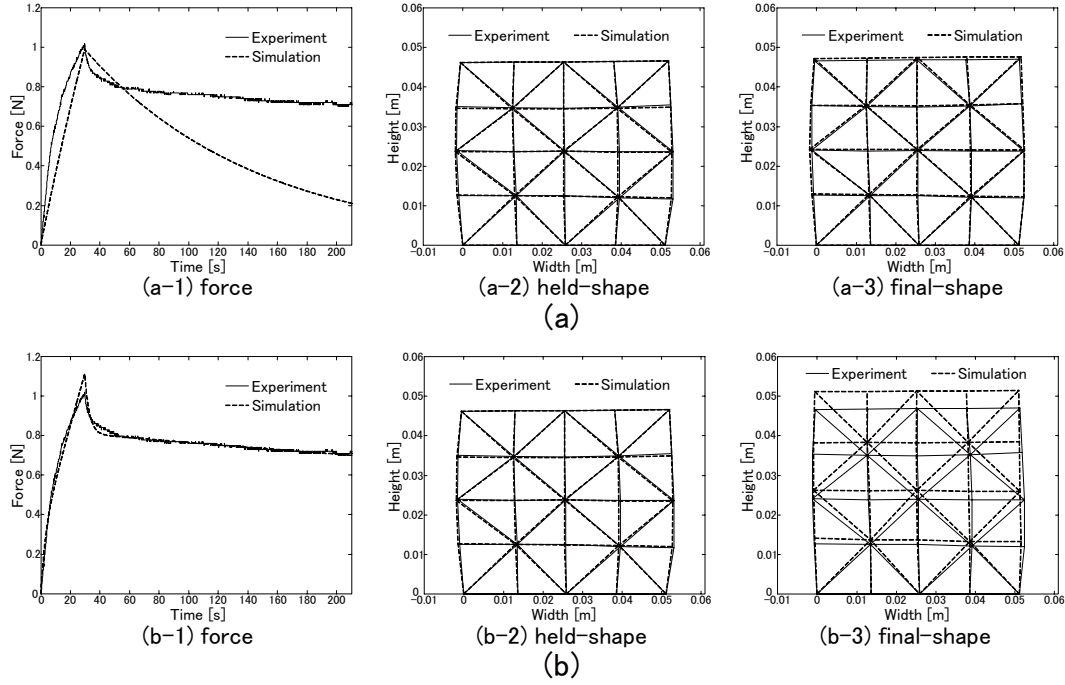 1.2
1
0.8
0.6
0.4
0.2
0
Force [N]
Experiment
Simulation
0 20 40 60 80 100 120 140 160 180 200
Time [s]
(a-1) force
0.06
0.05
0.04
0.03
0.02
0.01
0
Height [m]
Experiment Simulation
-0.01 0 0.01 0.02 0.03 0.04 0.05 0.06
Width [m]
(a-2) held-shape
0.06
0.05
0.04
0.03
0.02
0.01
0
Height [m]
Experiment Simulation
-0.01 0 0.01 0.02 0.03 0.04 0.05 0.06
Width [m]
(a-3) final-shape
(a)
1.2
1
0.8
0.6
0.4
0.2
0
Force [N]
Experiment
Simulation
0 20 40 60 80 100 120 140 160 180 200
Time [s]
(b-1) force
0.06
0.05
0.04
0.03
0.02
0.01
0
Height [m]
Experiment Simulation
-0.01 0 0.01 0.02 0.03 0.04 0.05 0.06
Width [m]
(b-2) held-shape
0.06
0.05
0.04
0.03
0.02
0.01
0
Height [m]
Experiment Simulation
-0.01 0 0.01 0.02 0.03 0.04 0.05 0.06
Width [m]
(b-3) final-shape
(b)